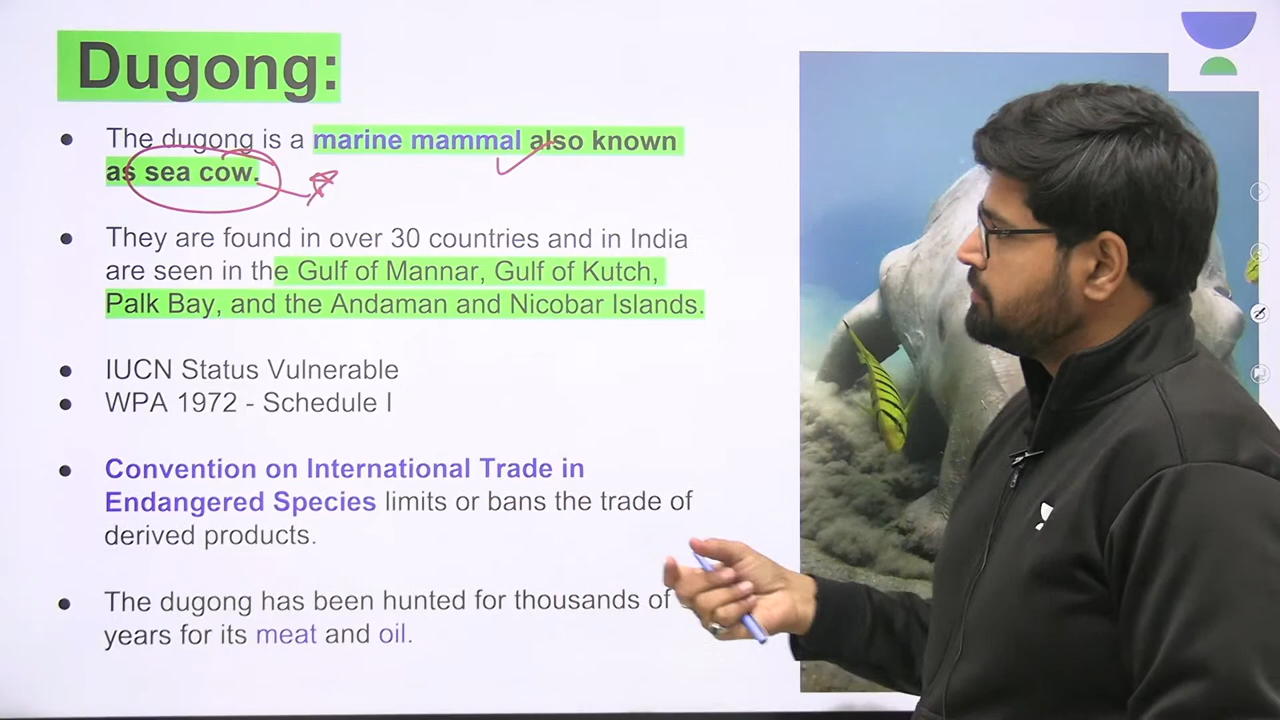 Dugong:
● The dugong is a marine mammal also known
as sea cow.
● They are found in over 30 countries and in India
are seen in the Gulf of Mannar, Gulf of Kutch,
Palk Bay, and the Andaman and Nicobar Islands.
● IUCN Status Vulnerable
● WPA 1972 - Schedule I
● Convention on International Trade in
Endangered Species limits or bans the trade of
derived products.
● The dugong has been hunted for thousands of
years for its meat and oil.